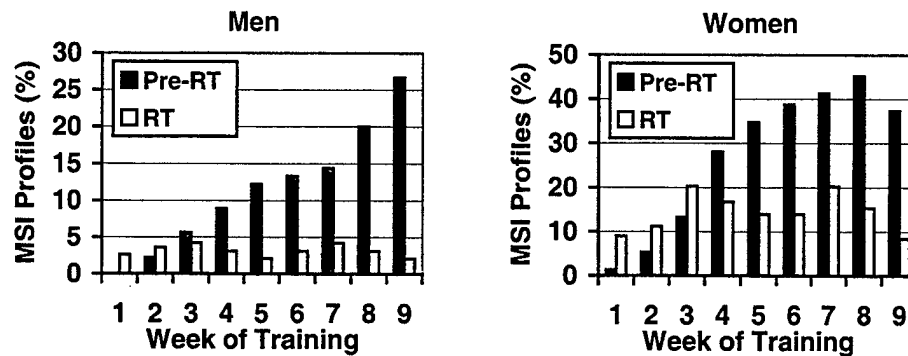 Men
MSI Profiles (%)
30
25
20
15
10
5
0
Pre-RT
RT
1 2 3 4 5 6 7 8 9
Week of Training
Women
MSI Profiles (%)
50
40
30
20
10
0
Pre-RT
RT
1 2 3 4 5 6 7 8 9
Week of Training